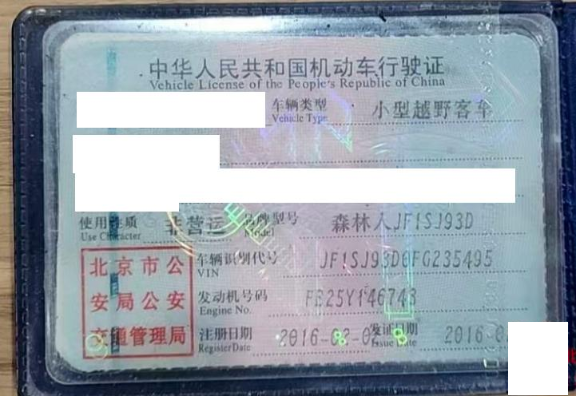 中华人民共和国机动车行驶证
Vehicle License of the People's Republic of China
车辆类型 小型越野客车
Vehicle Type
使用性质 非营运 品牌型号 森林人JF1SJ93D
Use Character Model
北京市公安局公安交通管理局
车辆识别代号 JF1SJ93D6FG235495
VIN
发动机号码 FB25Y146743
Engine No.
注册日期 2016-02-0 发证日期 2016-0
Register Date Issue Date